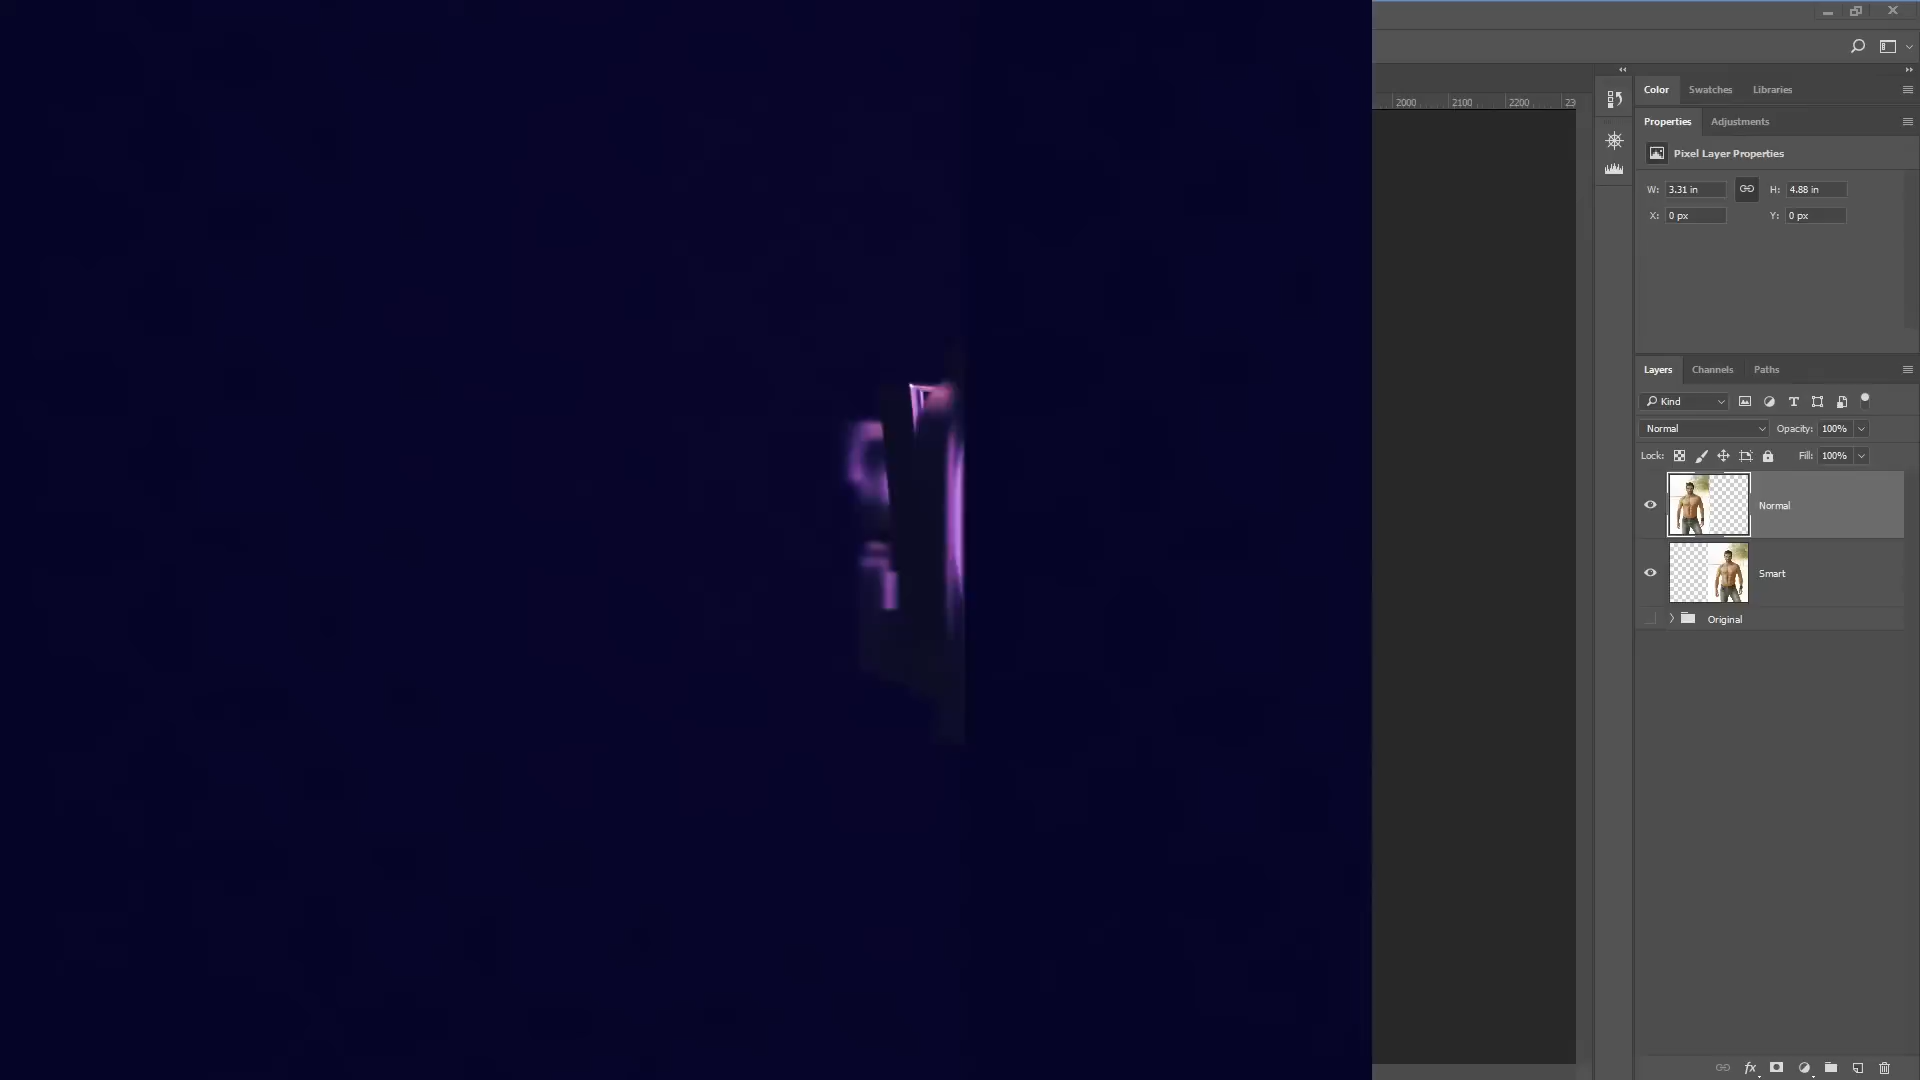 2000 2100 2200 23
Color Swatches Libraries
Properties Adjustments
Pixel Layer Properties
W: 3.31 in H: 4.88 in
X: 0 px Y: 0 px
Layers Channels Paths
Kind
Normal Opacity: 100%
Lock: Fill: 100%
Normal
Smart
Original
fx